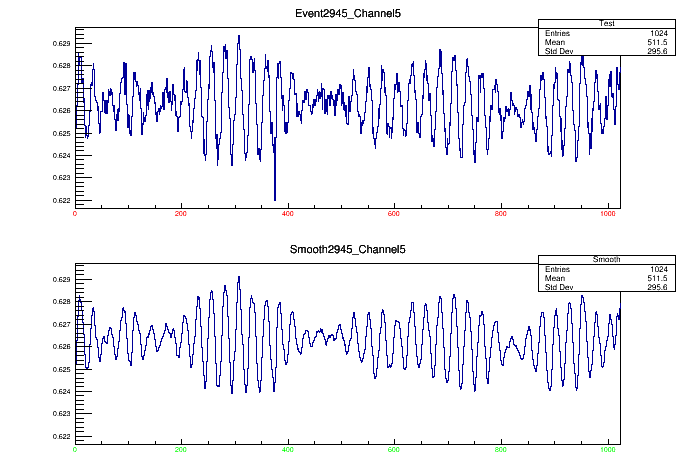 Event2945_Channel5
Test
Entries 1024
Mean 511.5
Std Dev 295.6
0.629
0.628
0.627
0.626
0.625
0.624
0.623
0.622
0 200 400 600 800 1000
Smooth2945_Channel5
Smooth
Entries 1024
Mean 511.5
Std Dev 295.6
0.629
0.628
0.627
0.626
0.625
0.624
0.623
0.622
0 200 400 600 800 1000